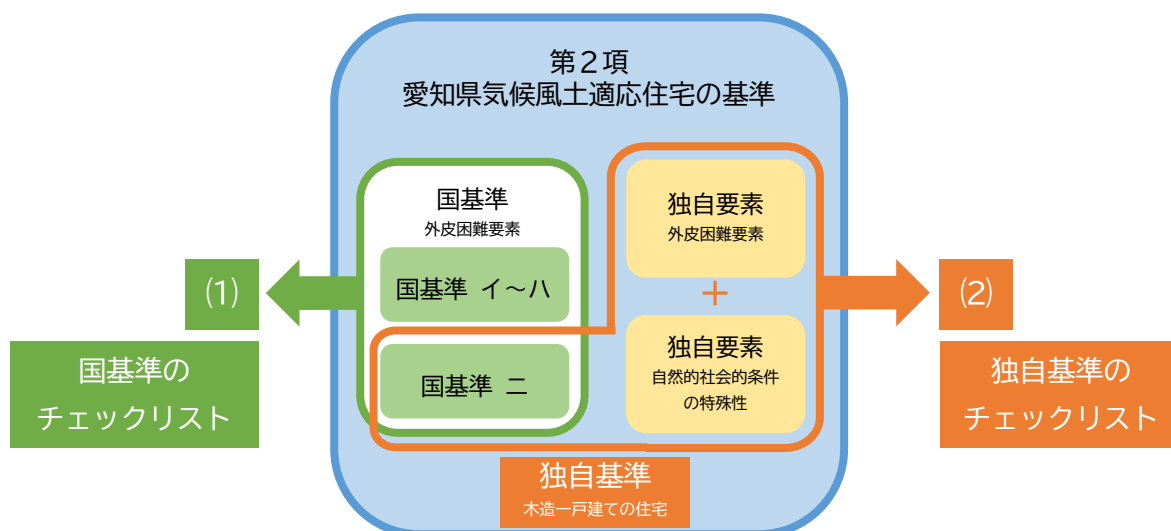 第2項
愛知県気候風土適応住宅の基準
国基準
外皮困難要素
国基準 イ～ハ
国基準 ニ
独自要素
外皮困難要素
＋
独自要素
自然的社会的条件
の特殊性
⑴
国基準の
チェックリスト
⑵
独自基準の
チェックリスト
独自基準
木造一戸建ての住宅